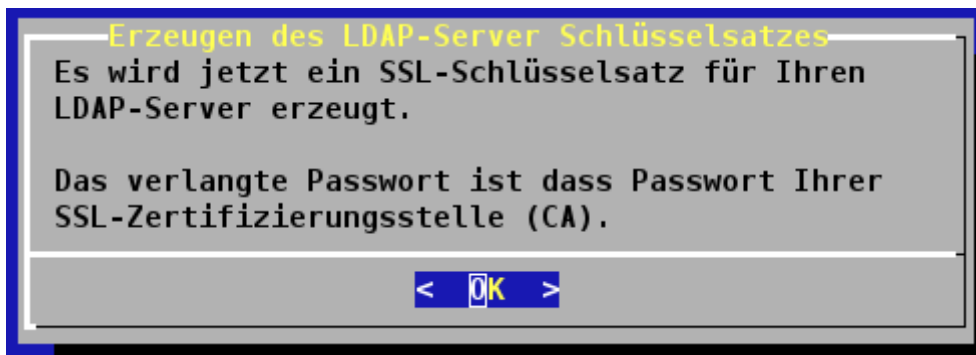 Erzeugen des LDAP-Server Schlüsselsatzes
Es wird jetzt ein SSL-Schlüsselsatz für Ihren
LDAP-Server erzeugt.
Das verlangte Passwort ist dass Passwort Ihrer
SSL-Zertifizierungsstelle (CA).
< OK >